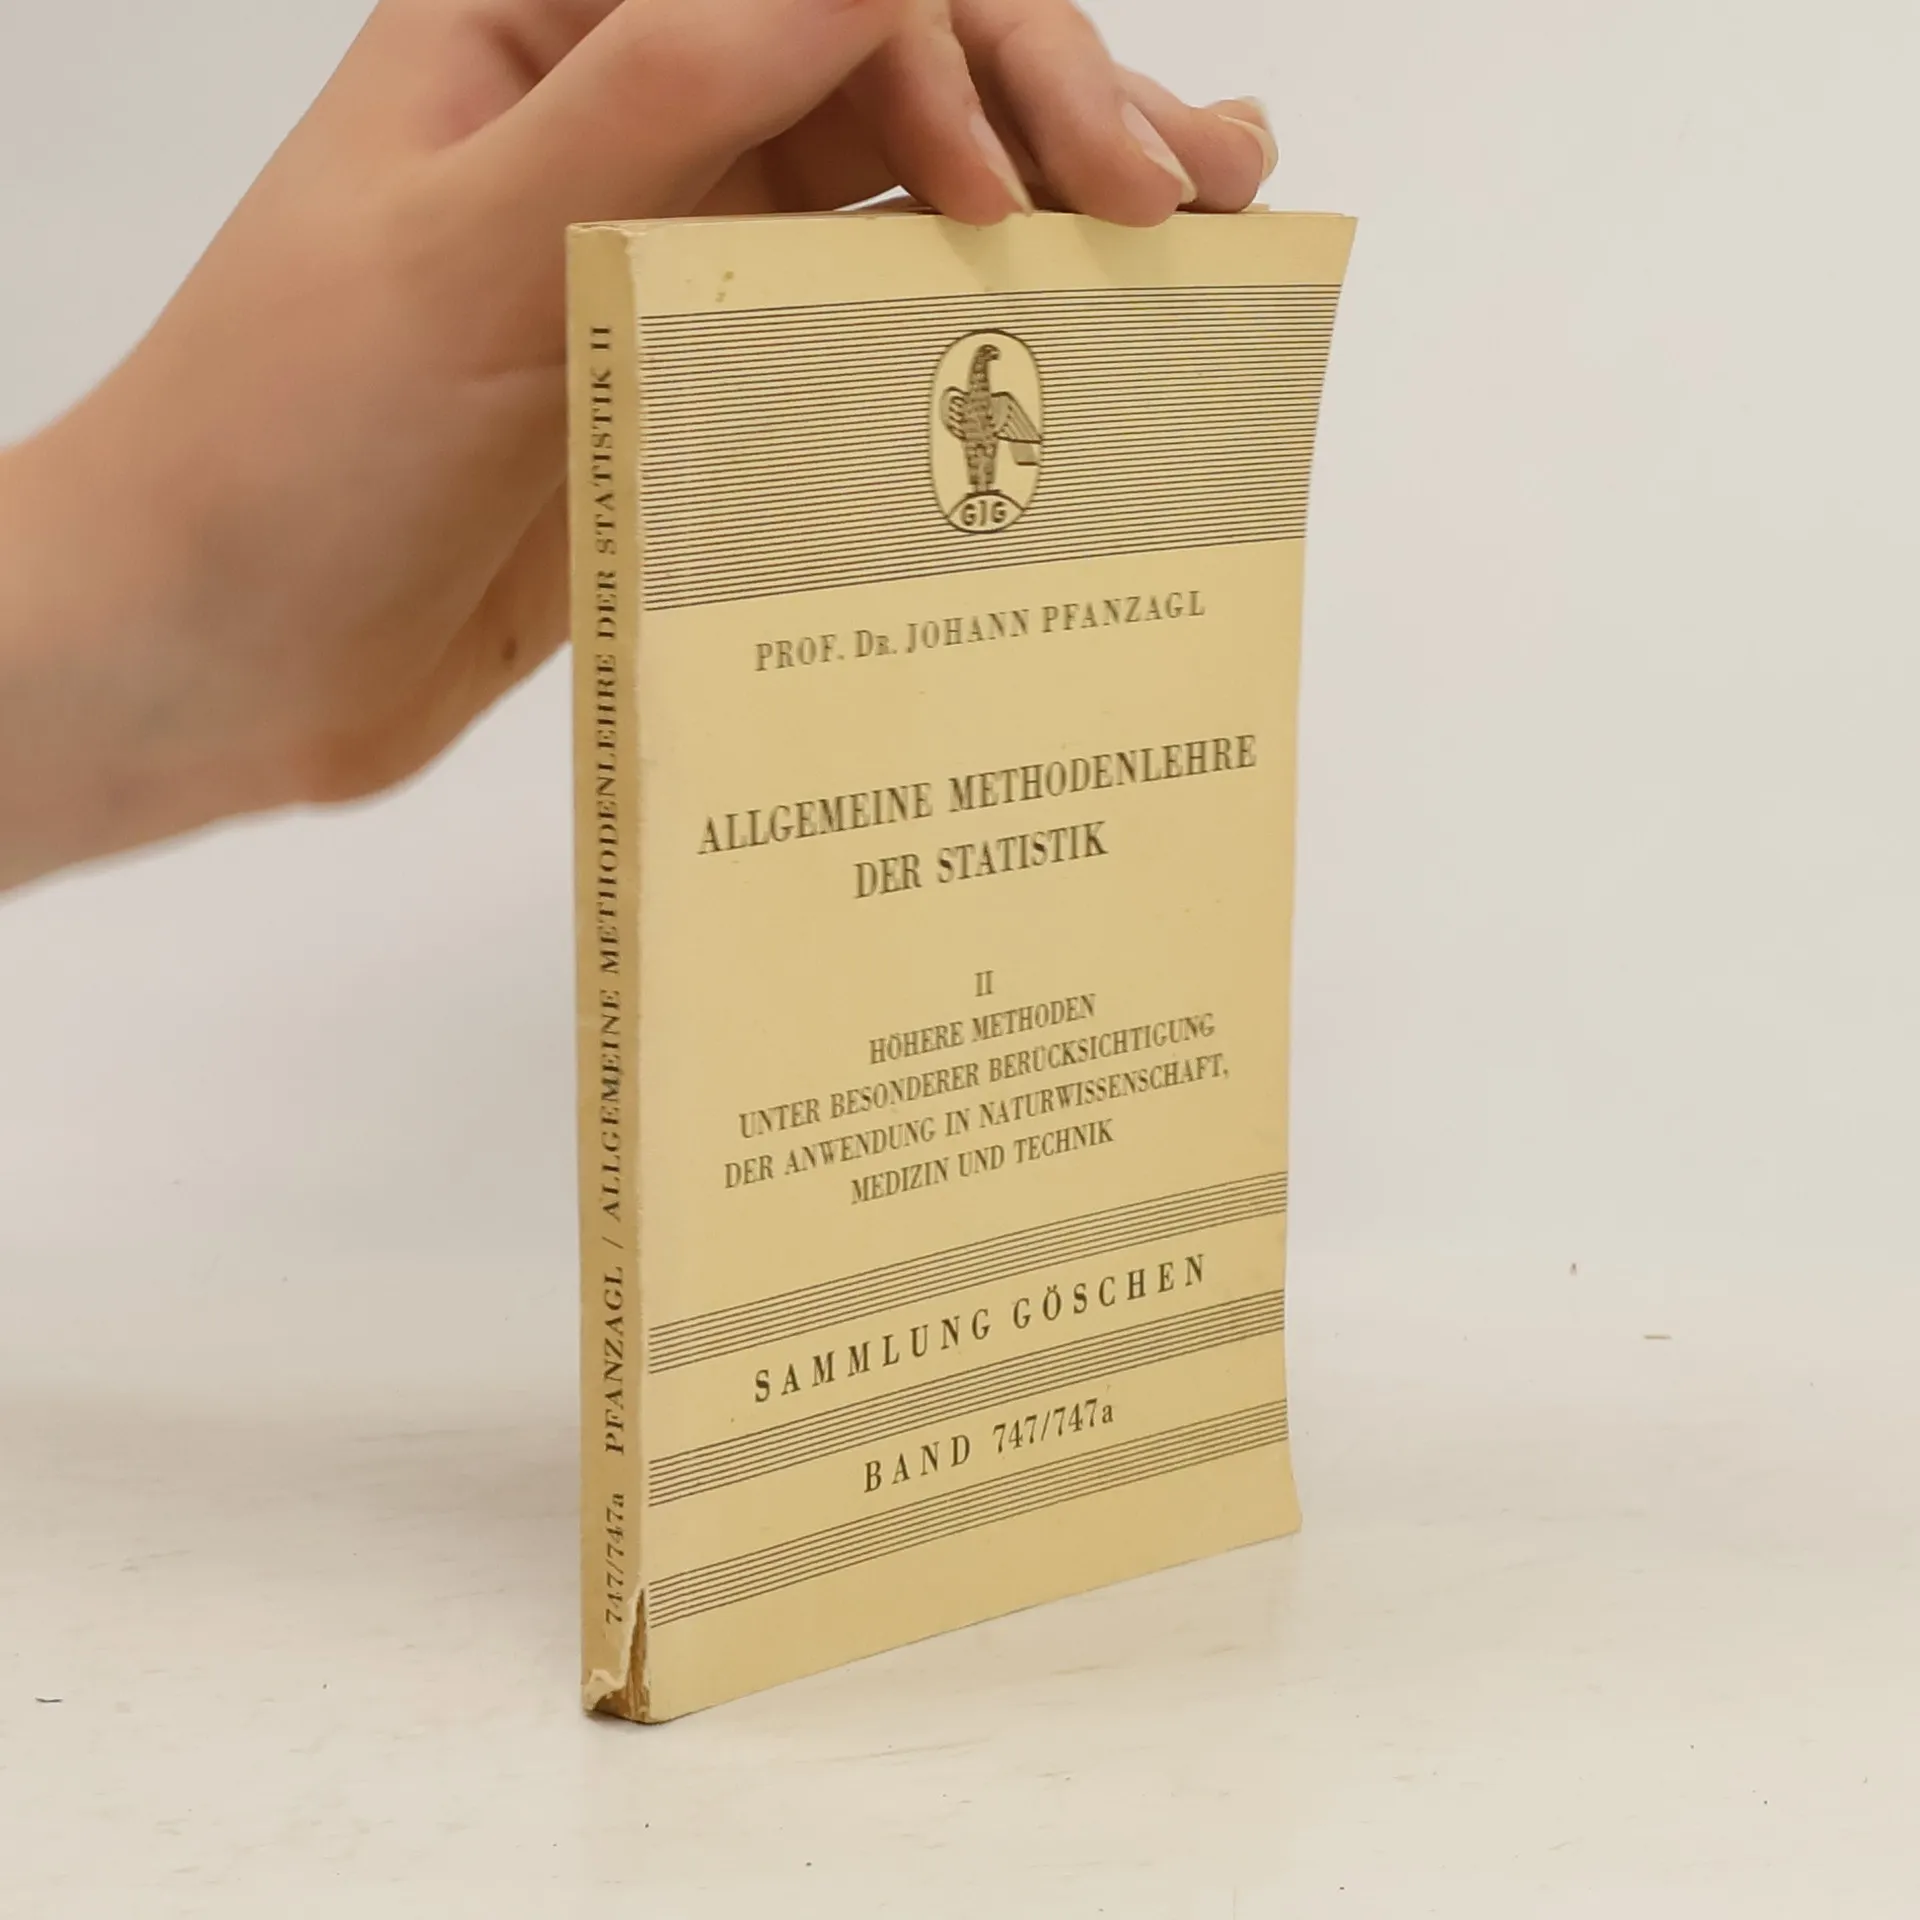 747/747a PFANZAGL / ALLGEMEINE METHODENLEHRE DER STATISTIK II
GJG
PROF. DR. JOHANN PFANZAGL
ALLGEMEINE METHODENLEHRE
DER STATISTIK
II
HÖHERE METHODEN
UNTER BESONDERER BERÜCKSICHTIGUNG
DER ANWENDUNG IN NATURWISSENSCHAFT,
MEDIZIN UND TECHNIK
SAMMLUNG GÖSCHEN
BAND 747/747a